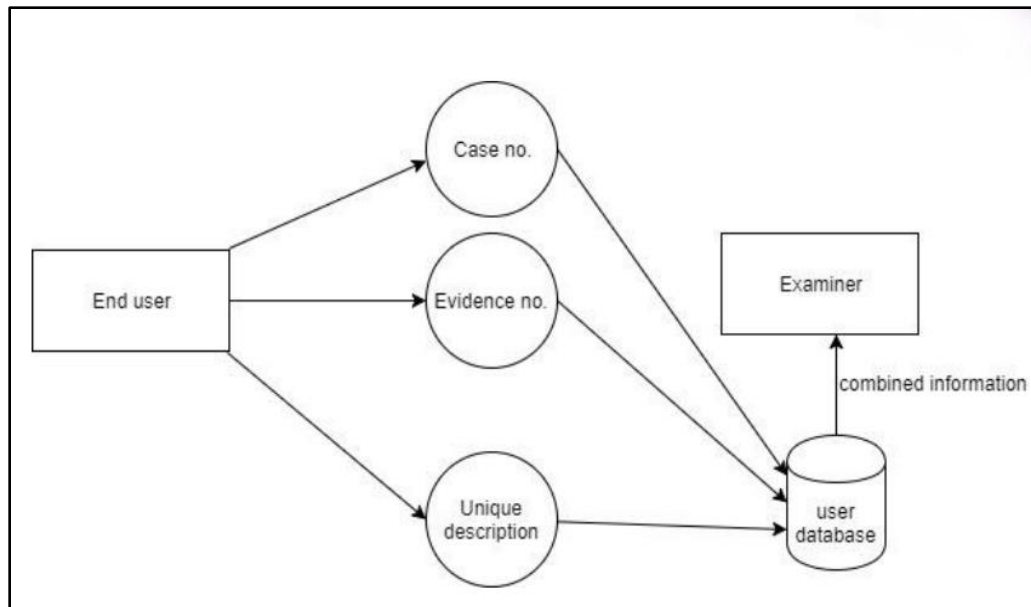 Case no.
End user
Evidence no.
Examiner
combined information
Unique
description
user
database